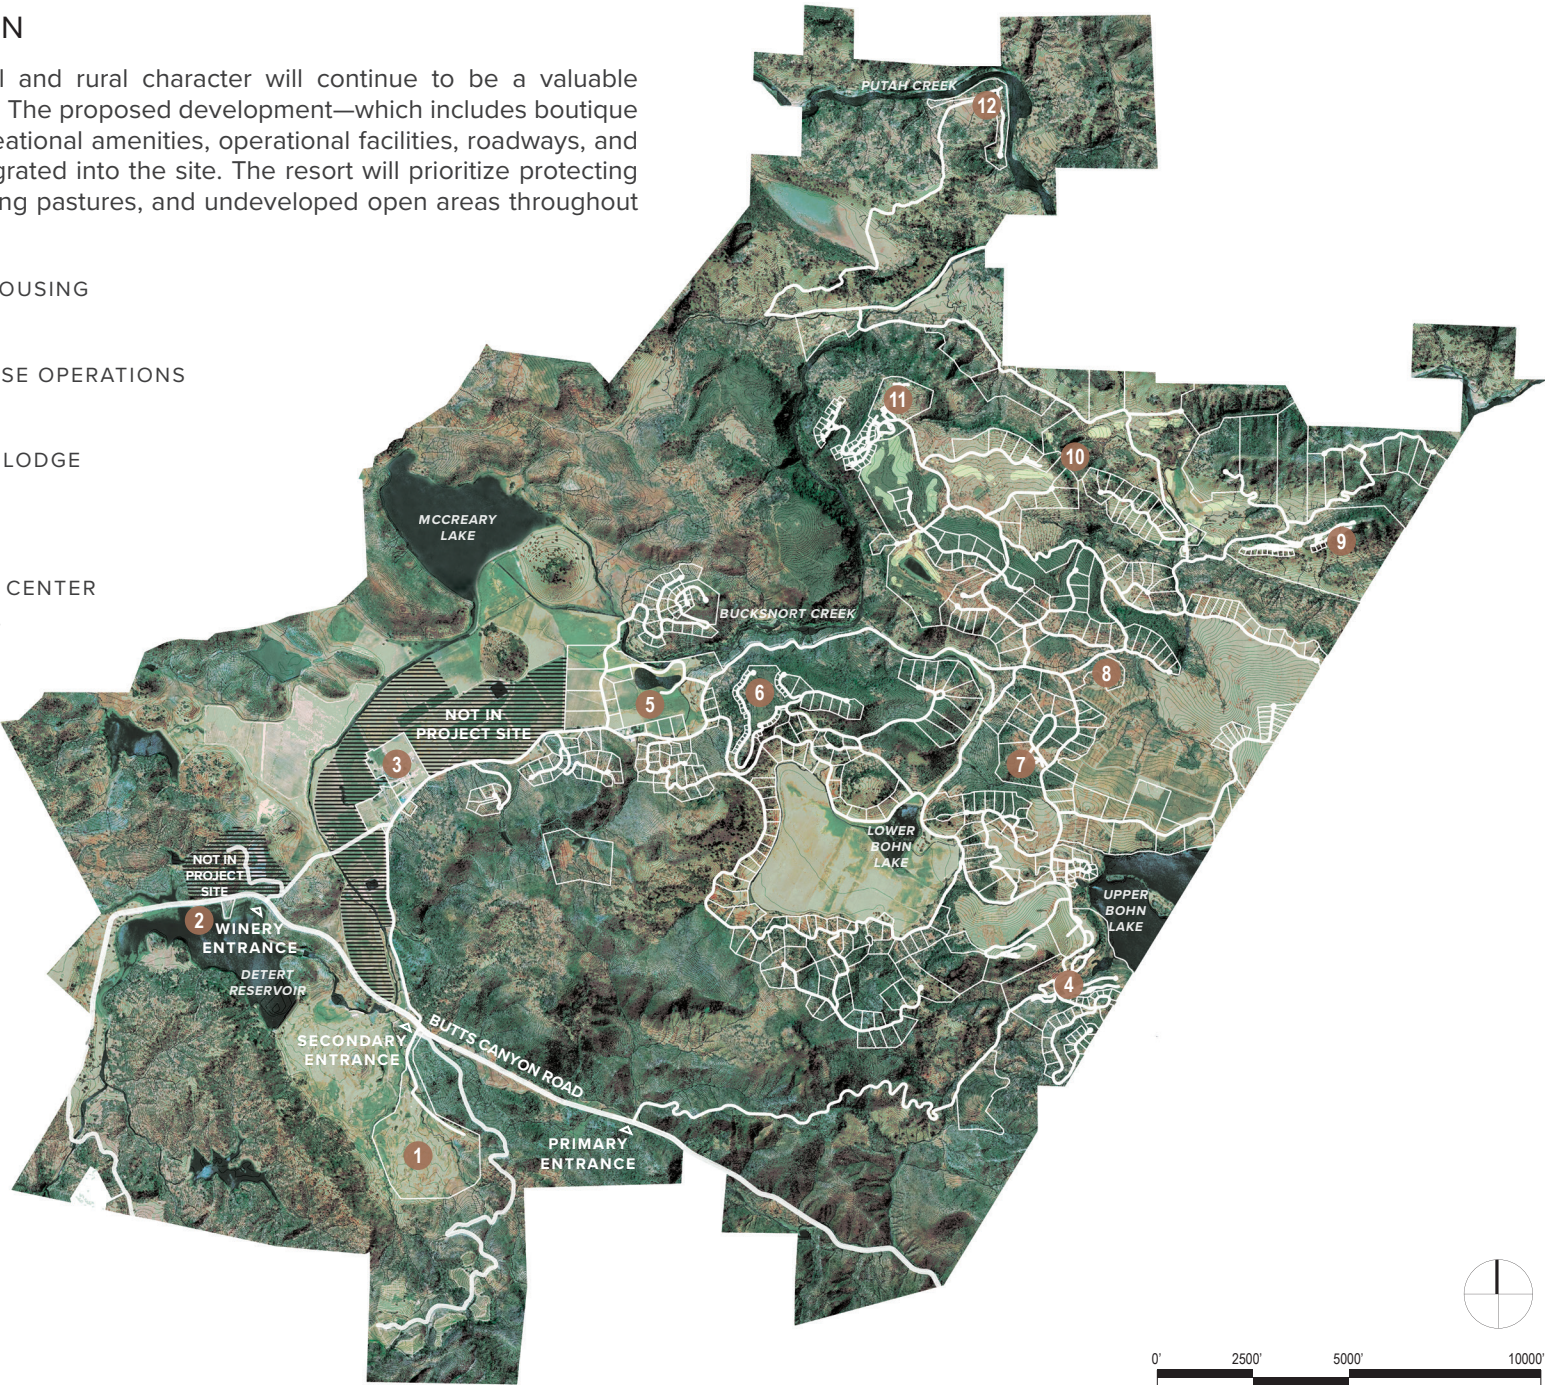 N
l and rural character will continue to be a valuable
The proposed development—which includes boutique
eational amenities, operational facilities, roadways, and
grated into the site. The resort will prioritize protecting
ng pastures, and undeveloped open areas throughout
OUSING
SE OPERATIONS
LODGE
CENTER
PUTAH CREEK
12
11
10
9
MCCREARY
LAKE
BUCKSNORT CREEK
8
6
5
NOT IN
PROJECT SITE
3
7
LOWER
BOHN
LAKE
NOT IN
PROJECT
SITE
UPPER
BOHN
LAKE
2
WINERY
ENTRANCE
DETERT
RESERVOIR
4
SECONDARY
ENTRANCE
BUTTS CANYON ROAD
PRIMARY
ENTRANCE
1
0'
2500'
5000'
10000'